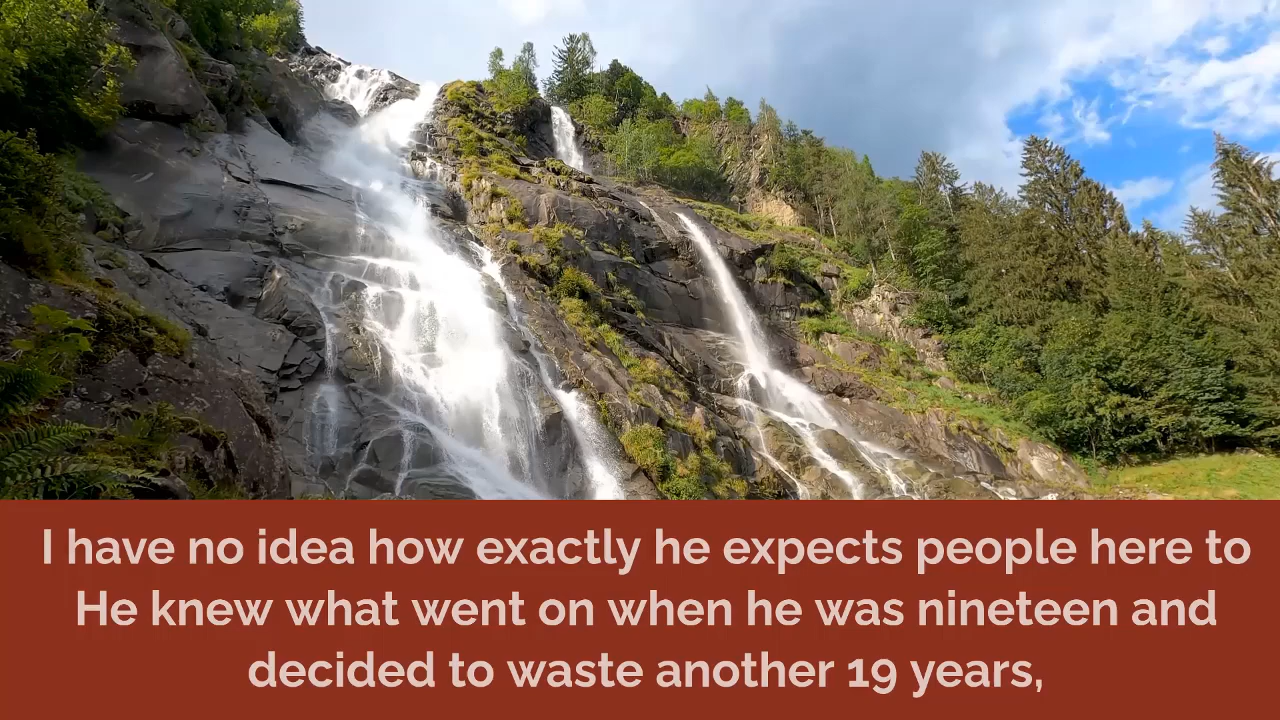 I have no idea how exactly he expects people here to
He knew what went on when he was nineteen and
decided to waste another 19 years,